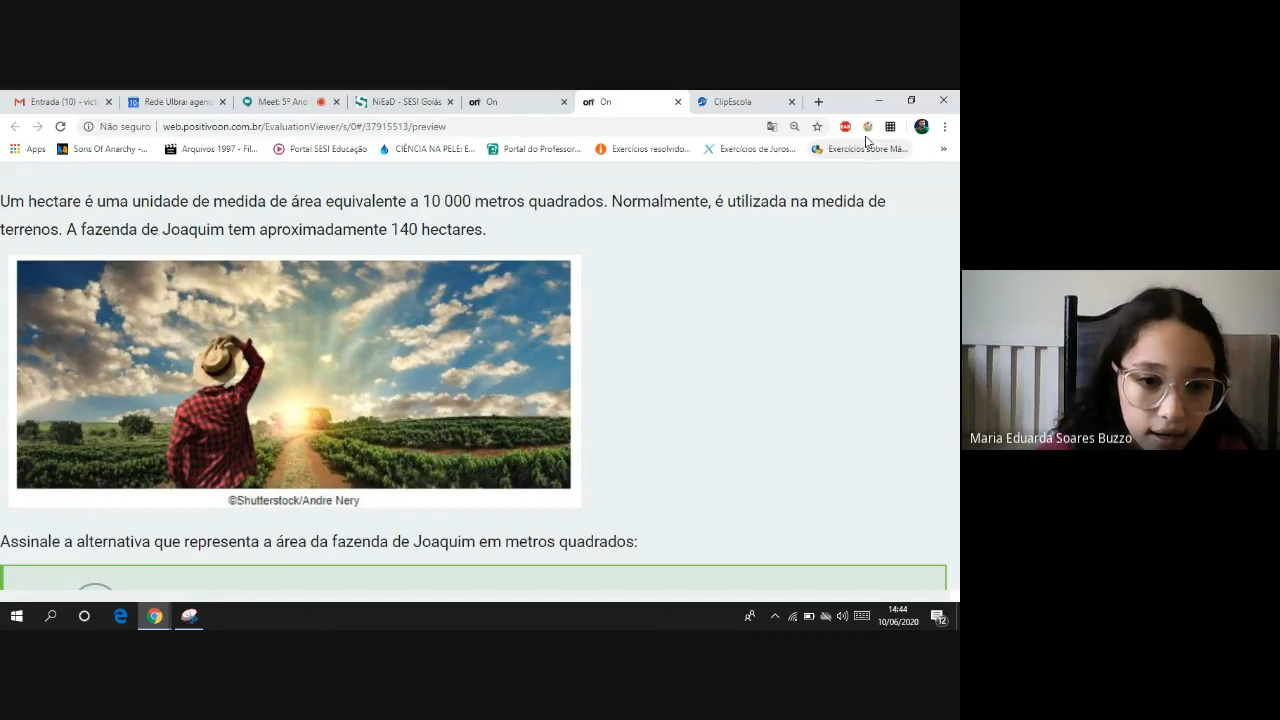 Entrada (10) - vict
Rede Ulbra: agen
Meet: 5º Ano
NiEaD - SESI Goiás
On
On
ClipEscola
Não seguro
web.positivoon.com.br/EvaluationViewer/s/0#/37915513/preview
Apps
Sons Of Anarchy -...
Arquivos 1997 - Fil...
Portal SESI Educação
CIÊNCIA NA PELE: E...
Portal do Professor...
Exercícios resolvido...
Exercícios de Juros...
Exercícios sobre Má...
Um hectare é uma unidade de medida de área equivalente a 10 000 metros quadrados. Normalmente, é utilizada na medida de
terrenos. A fazenda de Joaquim tem aproximadamente 140 hectares.
©Shutterstock/Andre Nery
Assinale a alternativa que representa a área da fazenda de Joaquim em metros quadrados:
Maria Eduarda Soares Buzzo
14:44
10/06/2020
12